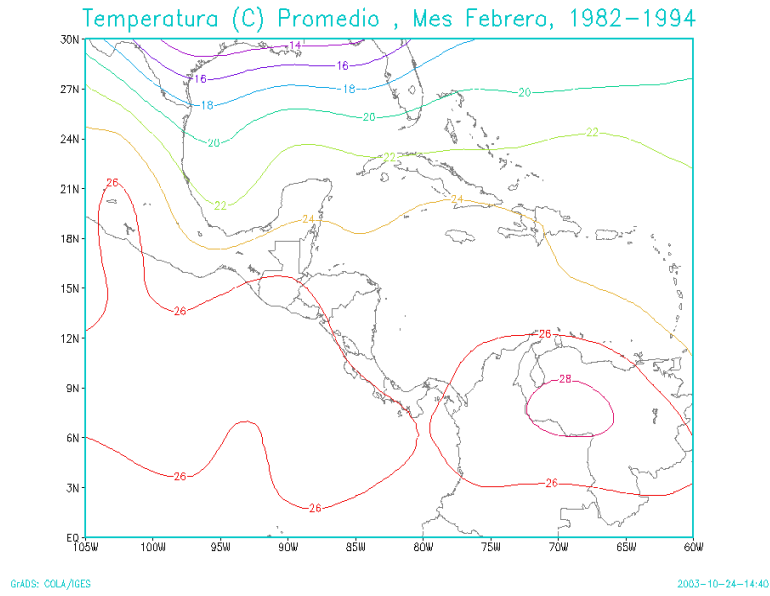 Temperatura (C) Promedio , Mes Febrero, 1982–1994
30N
14
16
16
27N
18
18
20
20
24N
20
22
22
21N
26
22
24
24
18N
15N
26
12N
26
9N
28
6N
26
3N
26
26
EQ
105W 100W 95W 90W 85W 80W 75W 70W 65W 60W
GrADS: COLA/IGES
2003-10-24-14:40